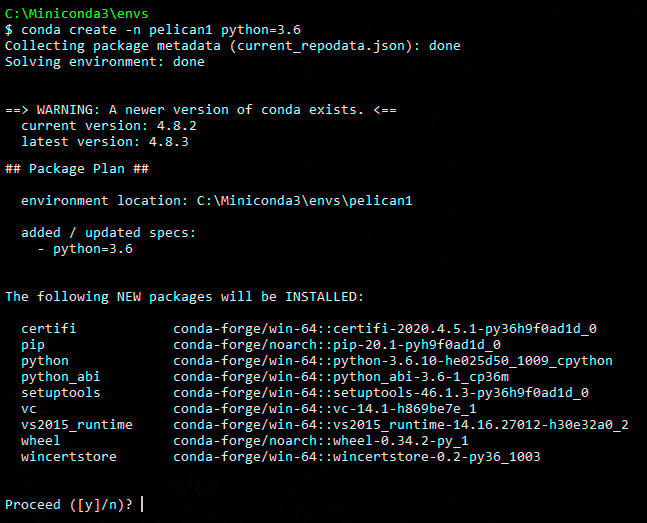 C:\Miniconda3\envs
$ conda create -n pelican1 python=3.6
Collecting package metadata (current_repodata.json): done
Solving environment: done
==> WARNING: A newer version of conda exists. <==
current version: 4.8.2
latest version: 4.8.3
## Package Plan ##
environment location: C:\Miniconda3\envs\pelican1
added / updated specs:
- python=3.6
The following NEW packages will be INSTALLED:
certifi conda-forge/win-64::certifi-2020.4.5.1-py36h9f0ad1d_0
pip conda-forge/noarch::pip-20.1-pyh9f0ad1d_0
python conda-forge/win-64::python-3.6.10-he025d50_1009_cpython
python_abi conda-forge/win-64::python_abi-3.6-1_cp36m
setuptools conda-forge/win-64::setuptools-46.1.3-py36h9f0ad1d_0
vc conda-forge/win-64::vc-14.1-h869be7e_1
vs2015_runtime conda-forge/win-64::vs2015_runtime-14.16.27012-h30e32a0_2
wheel conda-forge/noarch::wheel-0.34.2-py_1
wincertstore conda-forge/win-64::wincertstore-0.2-py36_1003
Proceed ([y]/n)?